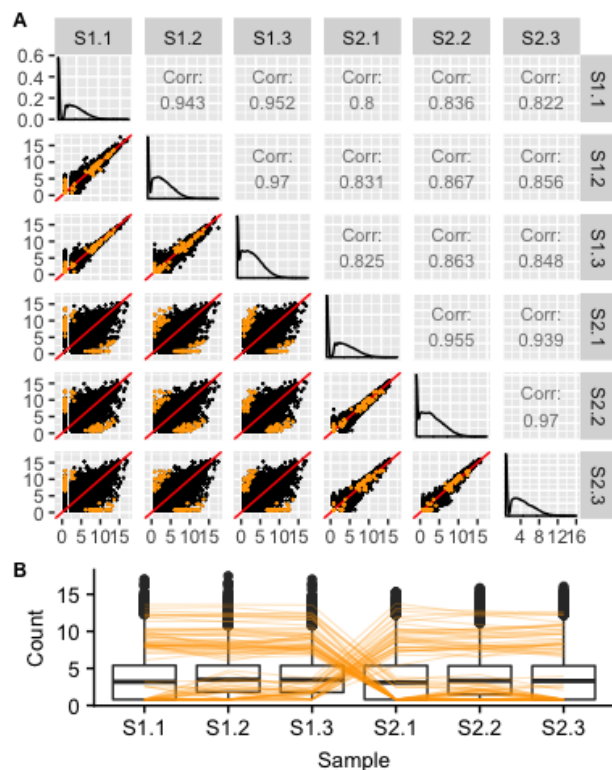 A
S1.1 S1.2 S1.3 S2.1 S2.2 S2.3
0.6
0.4
0.2
0.0
Corr: 0.943
Corr: 0.952
Corr: 0.8
Corr: 0.836
Corr: 0.822
S1.1
15
10
5
0
Corr: 0.97
Corr: 0.831
Corr: 0.867
Corr: 0.856
S1.2
15
10
5
0
Corr: 0.825
Corr: 0.863
Corr: 0.848
S1.3
15
10
5
0
Corr: 0.955
Corr: 0.939
S2.1
15
10
5
0
Corr: 0.97
S2.2
15
10
5
0
S2.3
0 5 1015 0 5 1015 0 5 1015 0 5 1015 0 5 1015 4 8 1216
B
Count
15
10
5
0
S1.1 S1.2 S1.3 S2.1 S2.2 S2.3
Sample